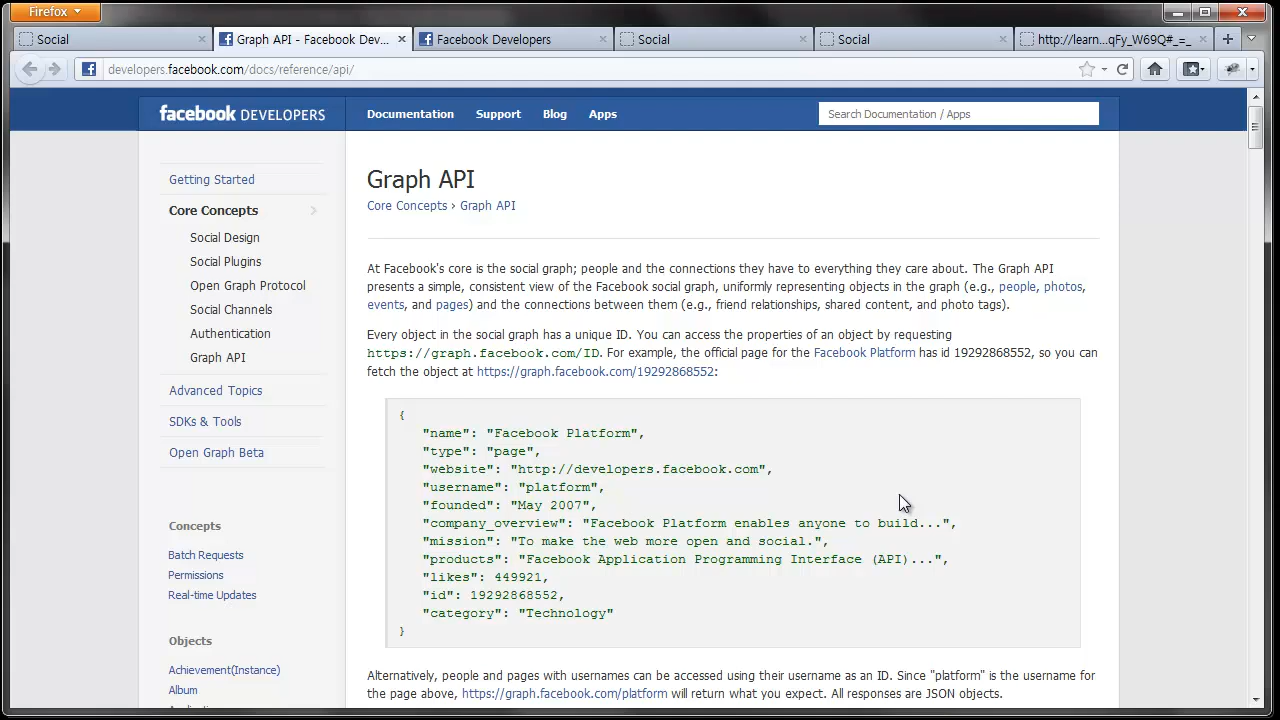 Firefox
Social
Graph API - Facebook Dev...
Facebook Developers
Social
Social
http://learn...qFy_W69Q#_=_
developers.facebook.com/docs/reference/api/
facebook DEVELOPERS
Documentation
Support
Blog
Apps
Search Documentation / Apps
Getting Started
Core Concepts
Social Design
Social Plugins
Open Graph Protocol
Social Channels
Authentication
Graph API
Advanced Topics
SDKs & Tools
Open Graph Beta
Concepts
Batch Requests
Permissions
Real-time Updates
Objects
Achievement(Instance)
Album
Graph API
Core Concepts › Graph API
At Facebook's core is the social graph; people and the connections they have to everything they care about. The Graph API
presents a simple, consistent view of the Facebook social graph, uniformly representing objects in the graph (e.g., people, photos,
events, and pages) and the connections between them (e.g., friend relationships, shared content, and photo tags).
Every object in the social graph has a unique ID. You can access the properties of an object by requesting
https://graph.facebook.com/ID. For example, the official page for the Facebook Platform has id 19292868552, so you can
fetch the object at https://graph.facebook.com/19292868552:
{
"name": "Facebook Platform",
"type": "page",
"website": "http://developers.facebook.com",
"username": "platform",
"founded": "May 2007",
"company_overview": "Facebook Platform enables anyone to build...",
"mission": "To make the web more open and social.",
"products": "Facebook Application Programming Interface (API)...",
"likes": 449921,
"id": 19292868552,
"category": "Technology"
}
Alternatively, people and pages with usernames can be accessed using their username as an ID. Since "platform" is the username for
the page above, https://graph.facebook.com/platform will return what you expect. All responses are JSON objects.